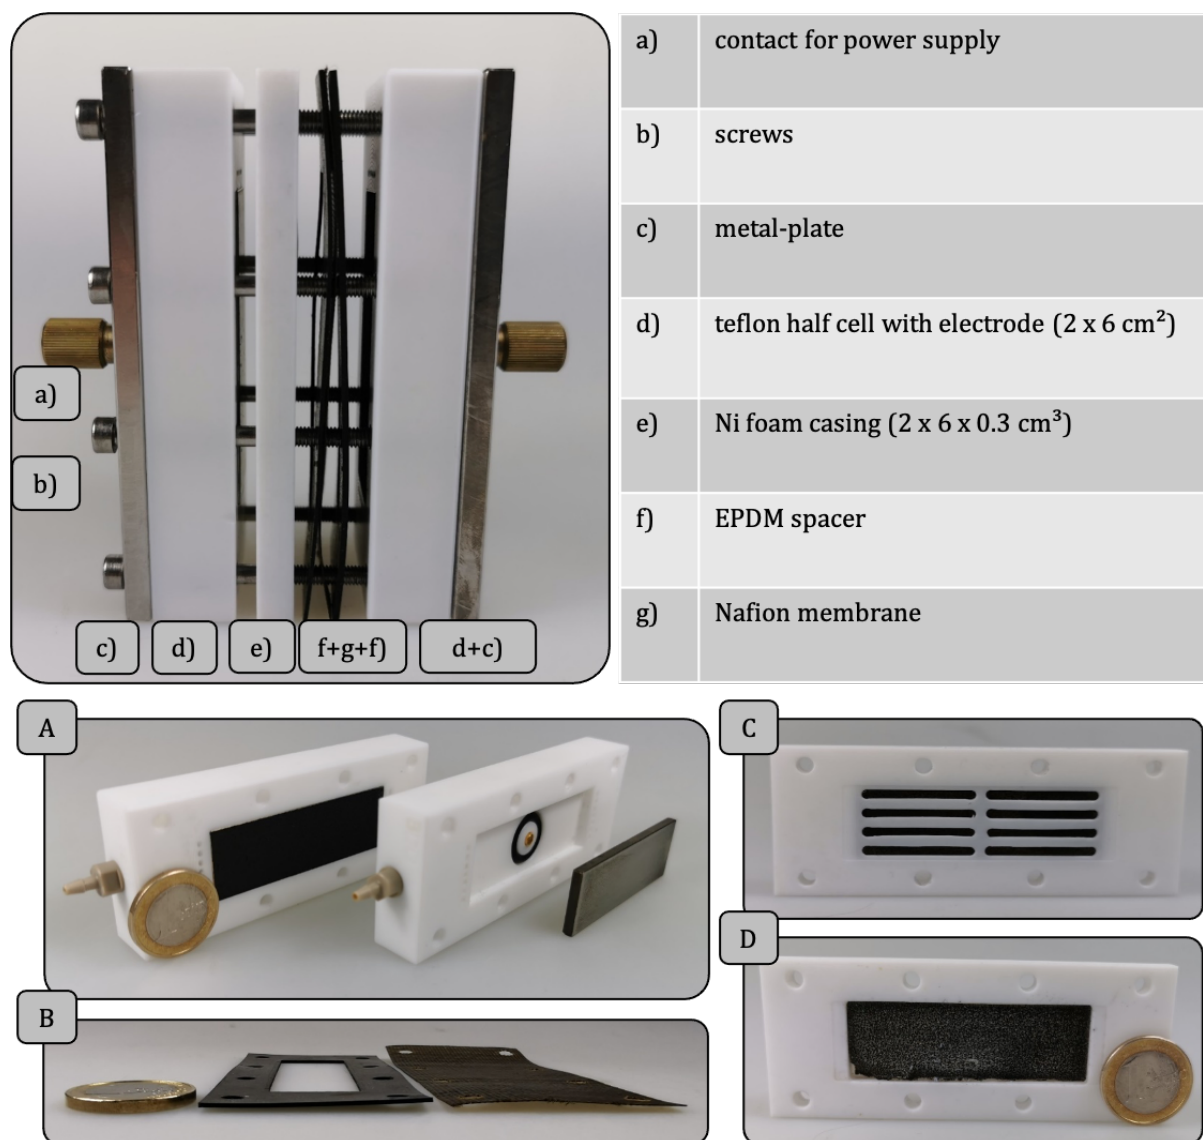 a) contact for power supply
b) screws
c) metal-plate
d) teflon half cell with electrode (2 x 6 cm²)
e) Ni foam casing (2 x 6 x 0.3 cm³)
f) EPDM spacer
g) Nafion membrane
a)
b)
c) d) e) f+g+f) d+c)
A
C
D
B